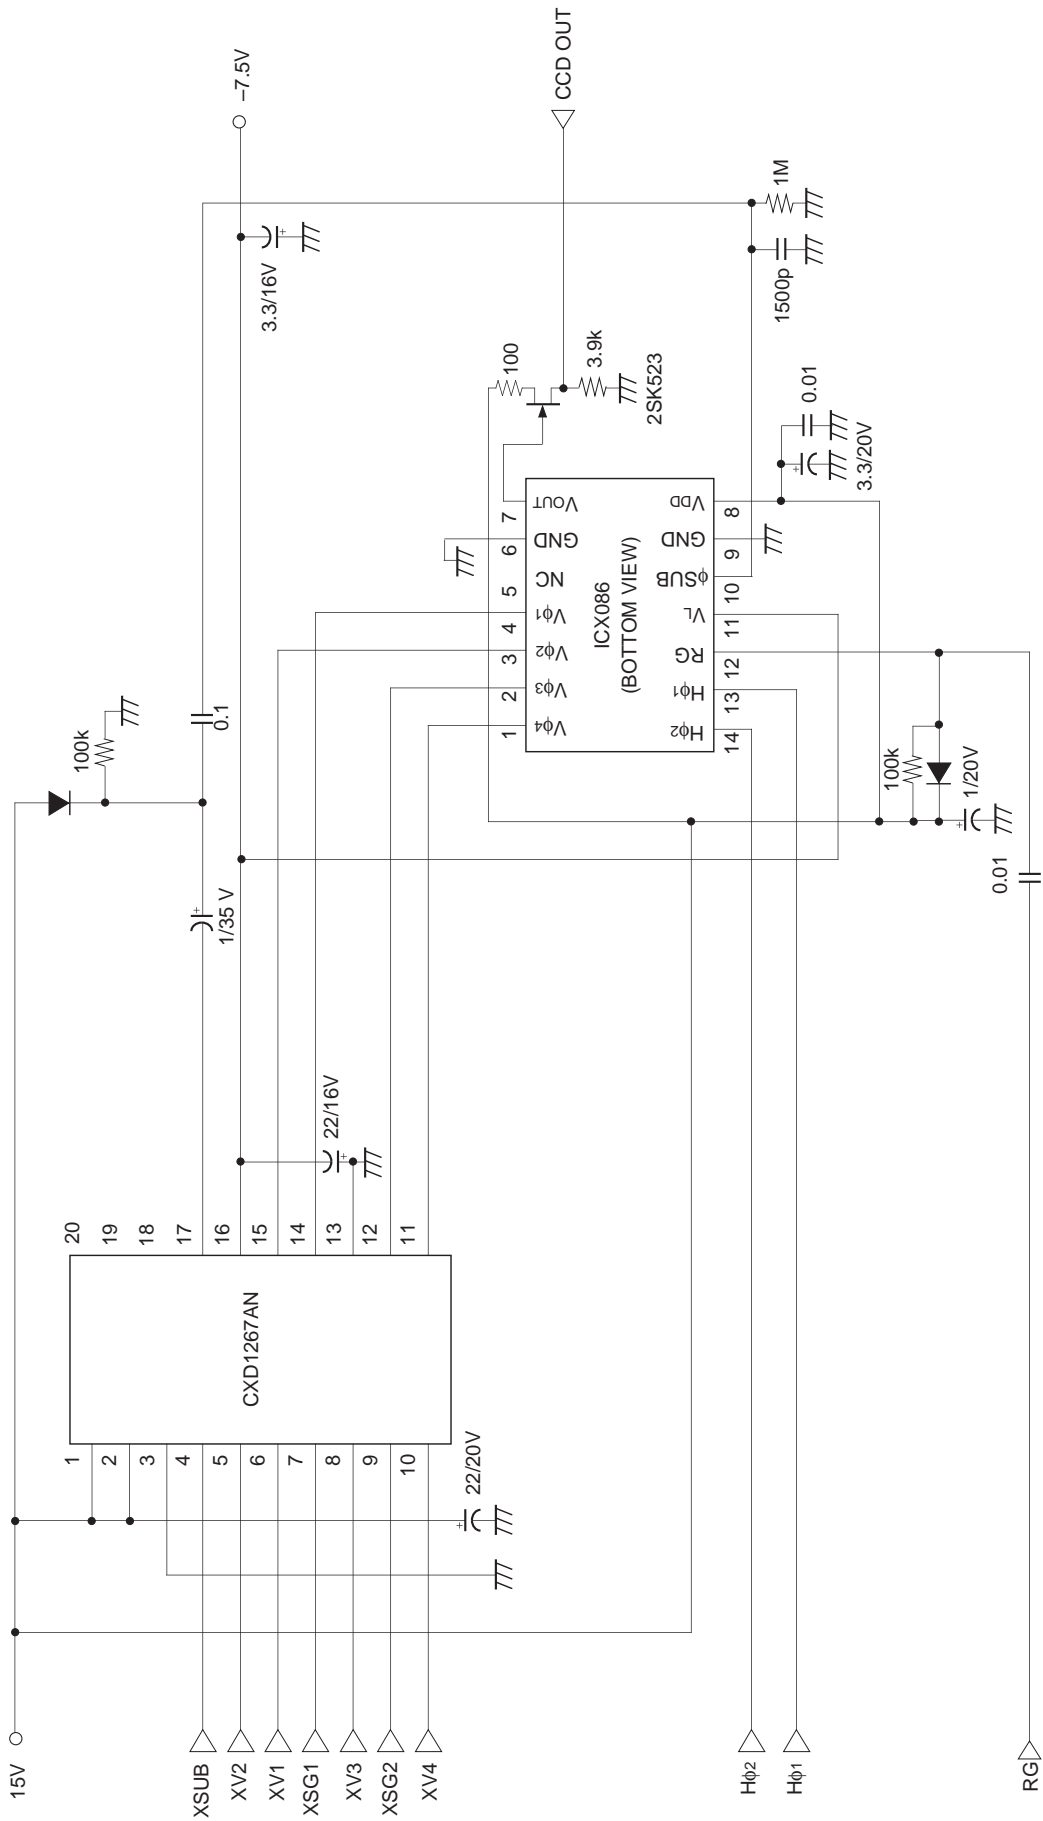 15V
XSUB
XV2
XV1
XSG1
XV3
XSG2
XV4
Hϕ2
Hϕ1
RG
22/20V
1
2
3
4
5
6
7
8
9
10
CXD1267AN
20
19
18
17
16
15
14
13
12
11
22/16V
+
+
1/35 V
+
100k
0.1
3.3/16V
+
–7.5V
CCD OUT
100
3.9k
2SK523
1M
1500p
0.01
3.3/20V
+
ICX086
(BOTTOM VIEW)
1
2
3
4
5
6
7
Vϕ4
Vϕ3
Vϕ2
Vϕ1
NC
GND
VOUT
Hϕ2
Hϕ1
RG
VL
ϕSUB
GND
VDD
14
13
12
11
10
9
8
100k
1/20V
+
0.01